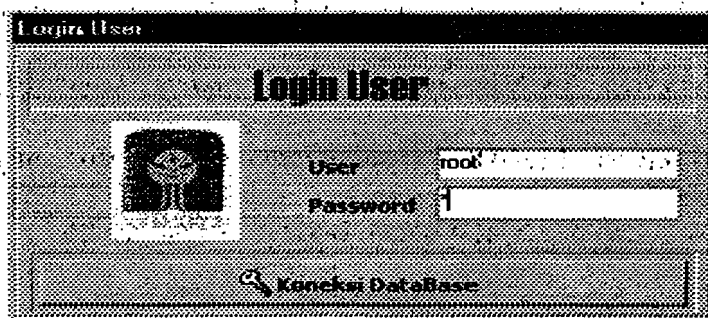 Login User
Login User
User root
Password
Koneksi DataBase